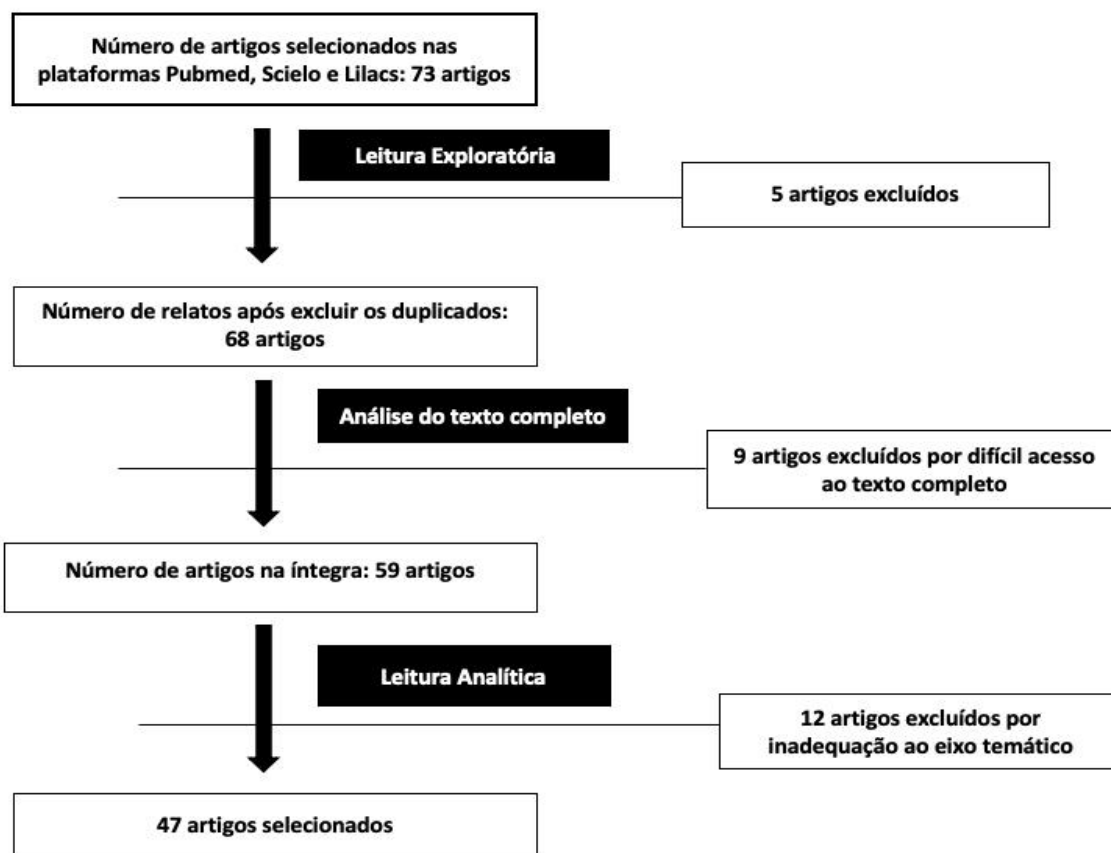 Número de artigos selecionados nas
plataformas Pubmed, Scielo e Lilacs: 73 artigos
Leitura Exploratória
5 artigos excluídos
Número de relatos após excluir os duplicados:
68 artigos
Análise do texto completo
9 artigos excluídos por difícil acesso
ao texto completo
Número de artigos na íntegra: 59 artigos
Leitura Analítica
12 artigos excluídos por
inadequação ao eixo temático
47 artigos selecionados